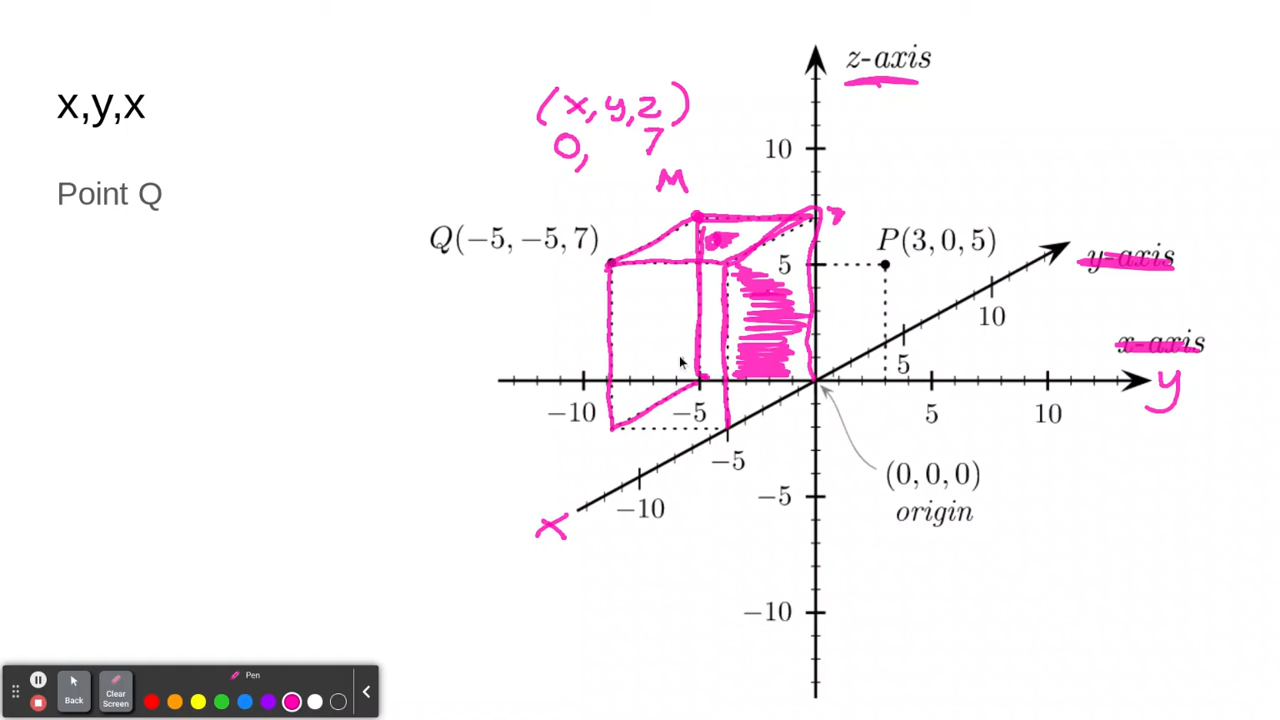 z-axis
x,y,x
(x,y,z)
0, 7
10
M
Point Q
Q(−5, −5, 7)
7
P(3, 0, 5)
5
y-axis
10
x-axis
5
y
−10
−5
5
10
−5
(0, 0, 0)
−5
−10
origin
x
−10
Pen
Back
Clear
Screen